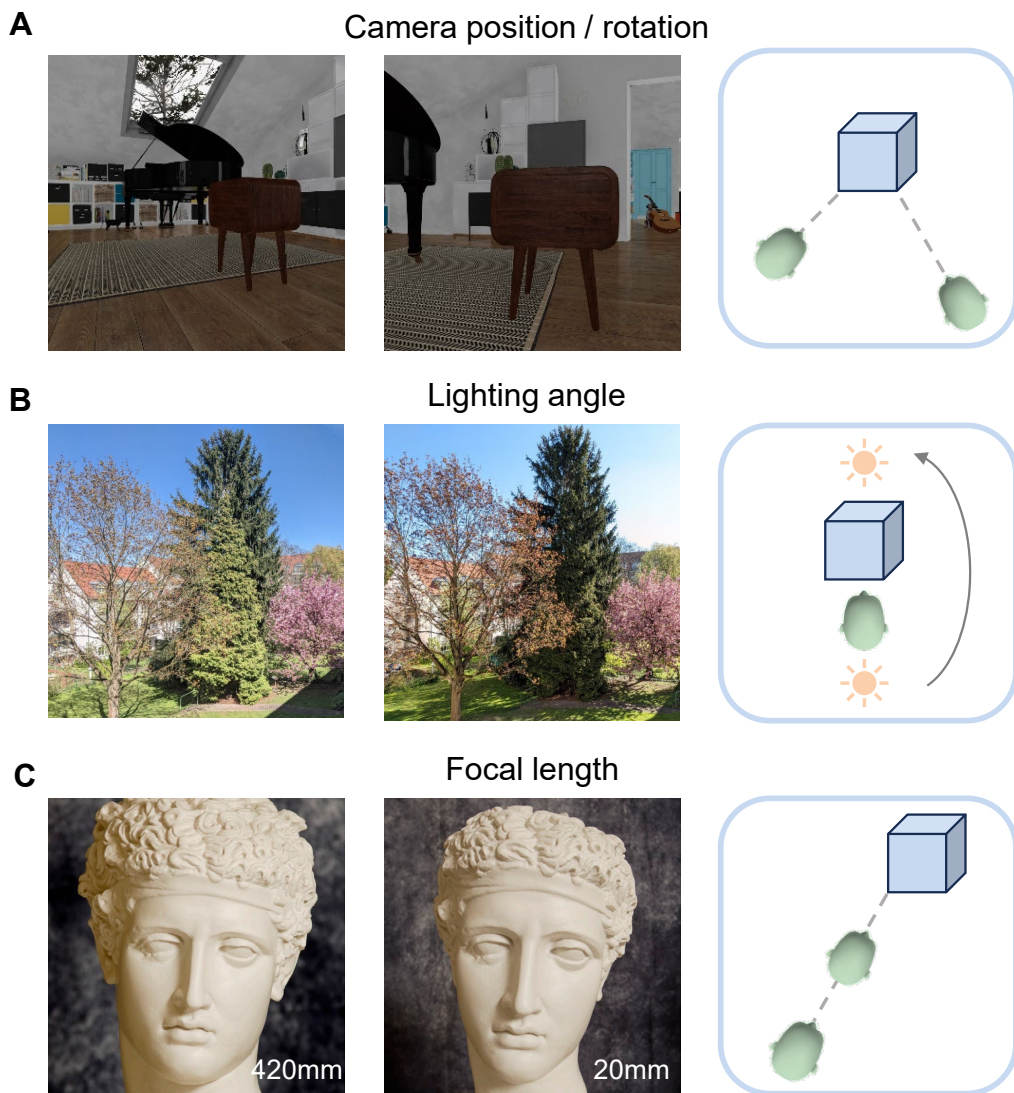 A
Camera position / rotation
B
Lighting angle
C
Focal length
420mm
20mm